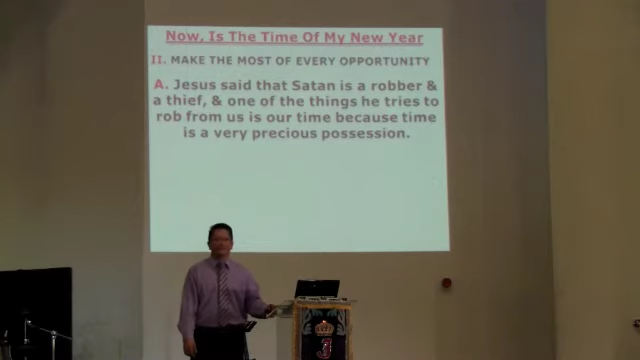 Now, Is The Time Of My New Year
II. MAKE THE MOST OF EVERY OPPORTUNITY
A. Jesus said that Satan is a robber &
a thief, & one of the things he tries to
rob from us is our time because time
is a very precious possession.
J